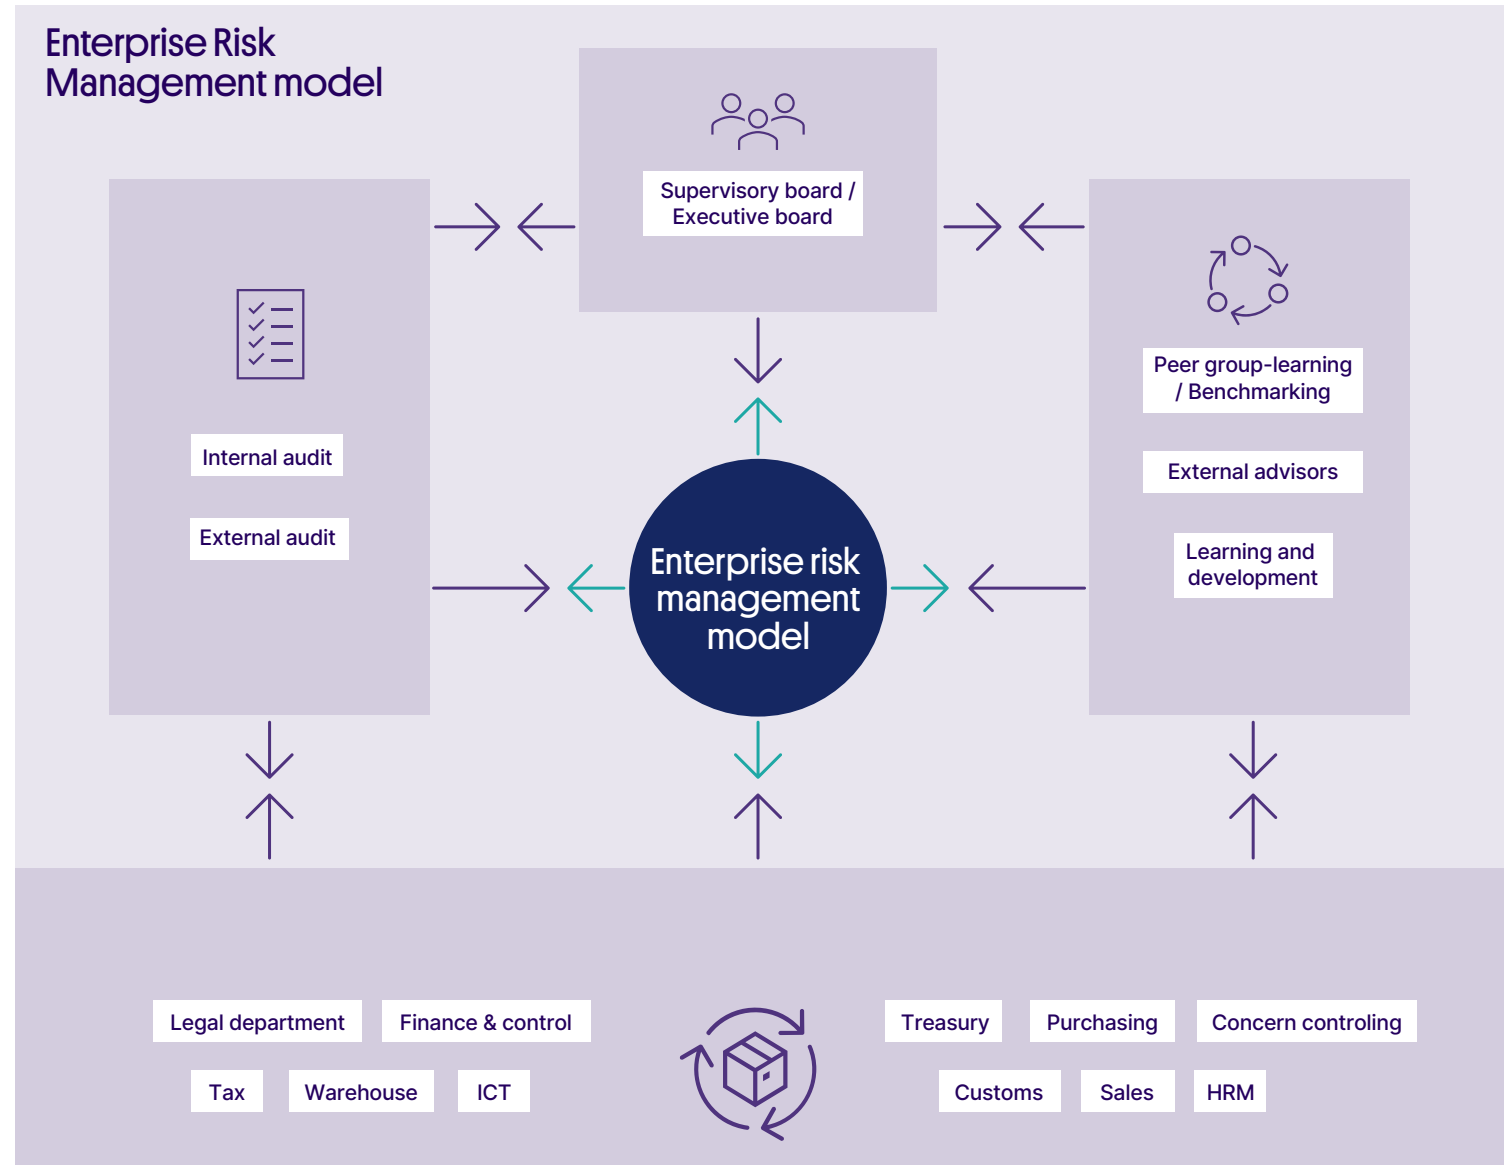 Enterprise Risk
Management model
Supervisory board /
Executive board
Internal audit
External audit
Peer group-learning
/ Benchmarking
External advisors
Learning and
development
Enterprise risk
management
model
Legal department
Finance & control
Tax
Warehouse
ICT
Treasury
Purchasing
Concern controling
Customs
Sales
HRM